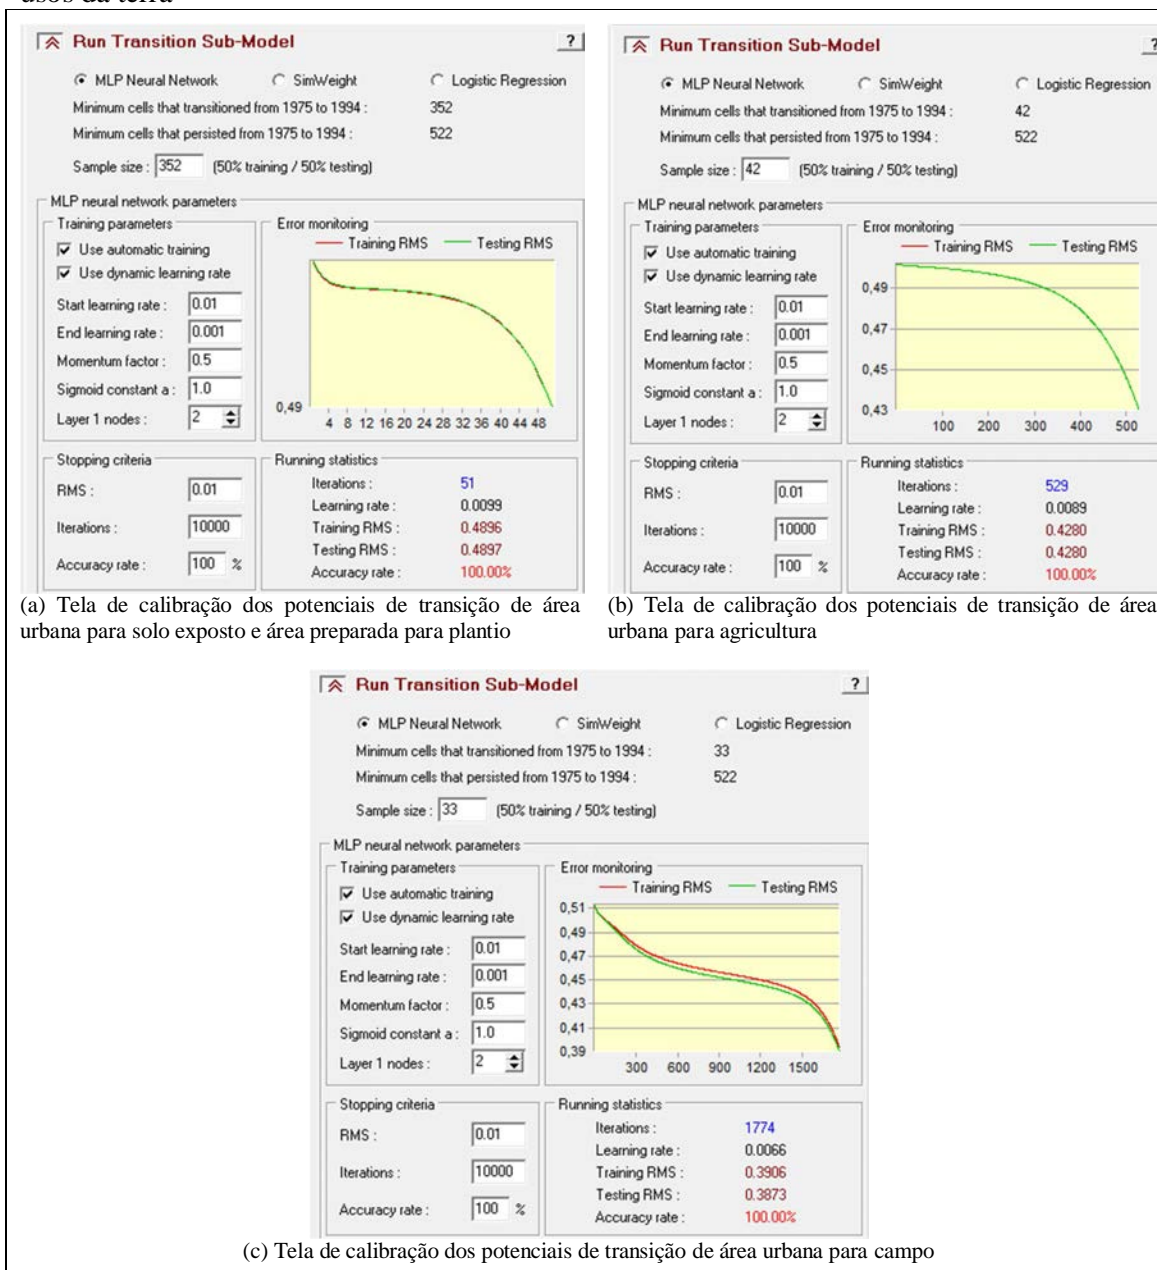 usos da terra
Run Transition Sub-Model ?
MLP Neural Network SimWeight Logistic Regression
Minimum cells that transitioned from 1975 to 1994 : 352
Minimum cells that persisted from 1975 to 1994 : 522
Sample size : 352 (50% training / 50% testing)
MLP neural network parameters
Training parameters
Use automatic training
Use dynamic learning rate
Start learning rate : 0.01
End learning rate : 0.001
Momentum factor : 0.5
Sigmoid constant a : 1.0
Layer 1 nodes : 2
Error monitoring
Training RMS Testing RMS
0,49
4 8 12 16 20 24 28 32 36 40 44 48
Stopping criteria
RMS : 0.01
Iterations : 10000
Accuracy rate : 100 %
Running statistics
Iterations : 51
Learning rate : 0.0099
Training RMS : 0.4896
Testing RMS : 0.4897
Accuracy rate : 100.00%
(a) Tela de calibração dos potenciais de transição de área
urbana para solo exposto e área preparada para plantio
Run Transition Sub-Model ?
MLP Neural Network SimWeight Logistic Regression
Minimum cells that transitioned from 1975 to 1994 : 42
Minimum cells that persisted from 1975 to 1994 : 522
Sample size : 42 (50% training / 50% testing)
MLP neural network parameters
Training parameters
Use automatic training
Use dynamic learning rate
Start learning rate : 0.01
End learning rate : 0.001
Momentum factor : 0.5
Sigmoid constant a : 1.0
Layer 1 nodes : 2
Error monitoring
Training RMS Testing RMS
0,49
0,47
0,45
0,43
100 200 300 400 500
Stopping criteria
RMS : 0.01
Iterations : 10000
Accuracy rate : 100 %
Running statistics
Iterations : 529
Learning rate : 0.0089
Training RMS : 0.4280
Testing RMS : 0.4280
Accuracy rate : 100.00%
(b) Tela de calibração dos potenciais de transição de área
urbana para agricultura
Run Transition Sub-Model ?
MLP Neural Network SimWeight Logistic Regression
Minimum cells that transitioned from 1975 to 1994 : 33
Minimum cells that persisted from 1975 to 1994 : 522
Sample size : 33 (50% training / 50% testing)
MLP neural network parameters
Training parameters
Use automatic training
Use dynamic learning rate
Start learning rate : 0.01
End learning rate : 0.001
Momentum factor : 0.5
Sigmoid constant a : 1.0
Layer 1 nodes : 2
Error monitoring
Training RMS Testing RMS
0,51
0,49
0,47
0,45
0,43
0,41
0,39
300 600 900 1200 1500
Stopping criteria
RMS : 0.01
Iterations : 10000
Accuracy rate : 100 %
Running statistics
Iterations : 1774
Learning rate : 0.0066
Training RMS : 0.3906
Testing RMS : 0.3873
Accuracy rate : 100.00%
(c) Tela de calibração dos potenciais de transição de área urbana para campo